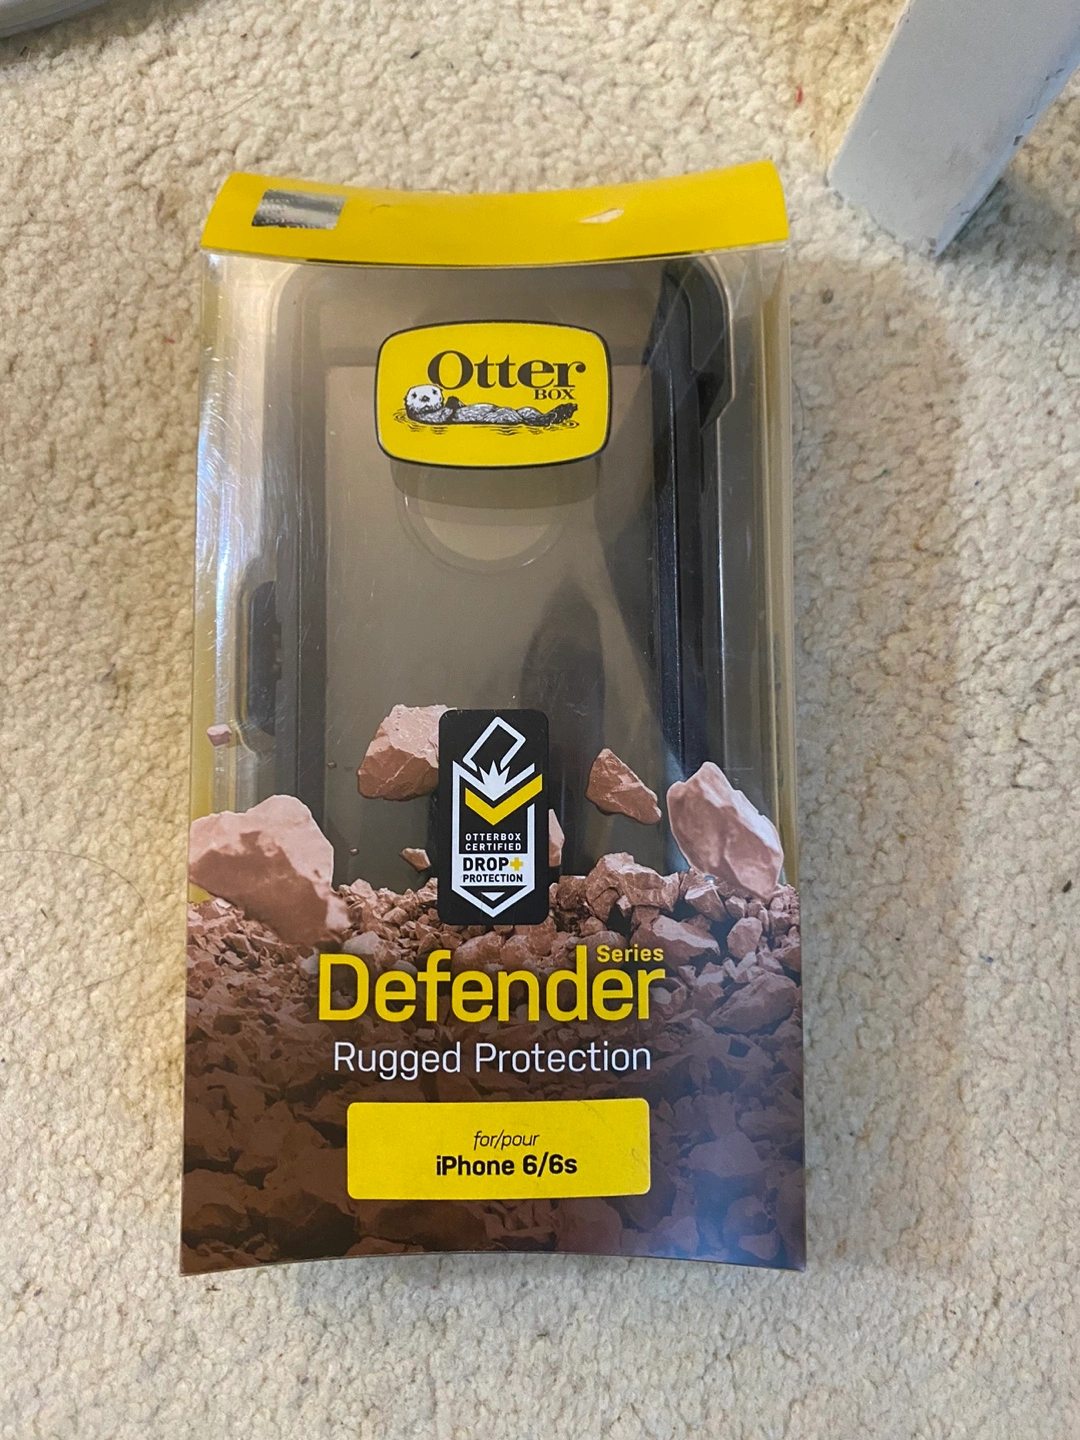 Otter
BOX
OTTERBOX
CERTIFIED
DROP+
PROTECTION
Series
Defender
Rugged Protection
for/pour
iPhone 6/6s